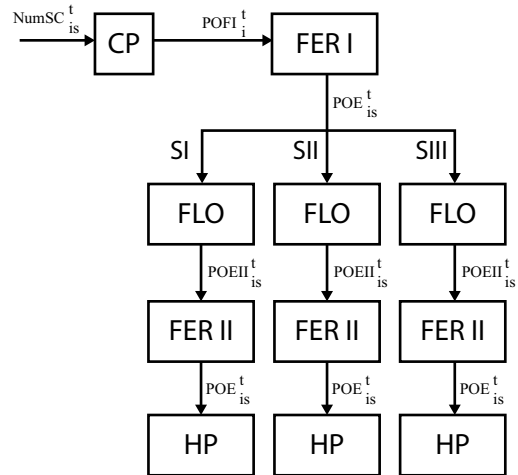 NumSC t is
CP
POFI t i
FER I
POE t is
SI SII SIII
FLO FLO FLO
POEII t is POEII t is POEII t is
FER II FER II FER II
POE t is POE t is POE t is
HP HP HP